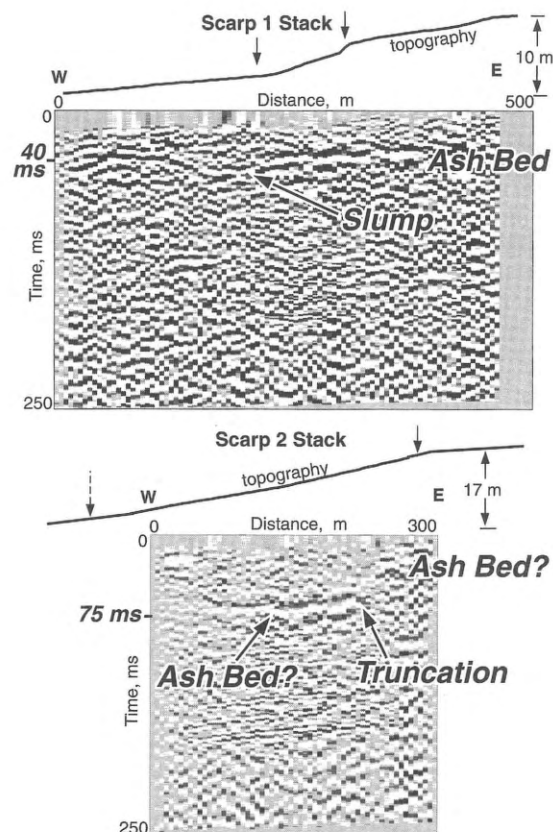 Scarp 1 Stack
topography
W
E
10 m
0
Distance, m
500
0
40
ms
Ash Bed
Slump
Time, ms
250
Scarp 2 Stack
topography
W
E
17 m
0
Distance, m
300
0
Ash Bed?
75 ms
Ash Bed?
Truncation
Time, ms
250